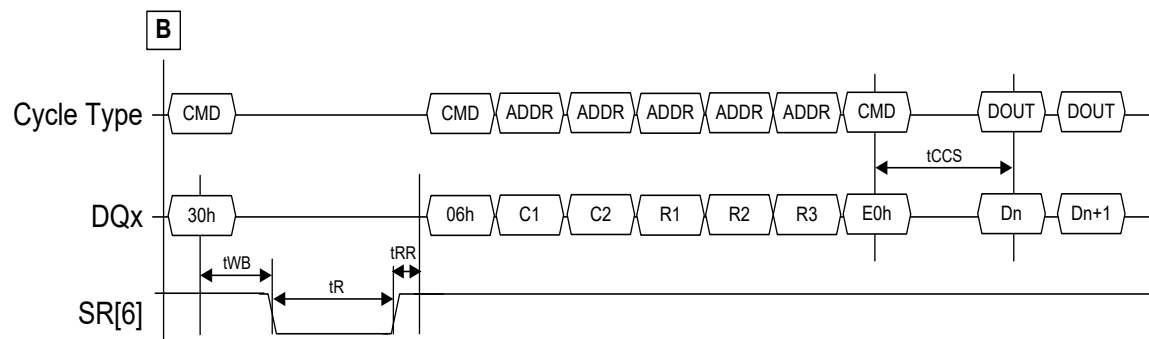 B
Cycle Type CMD CMD ADDR ADDR ADDR ADDR ADDR CMD DOUT DOUT
tCCS
DQx 30h 06h C1 C2 R1 R2 R3 E0h Dn Dn+1
tWB tR tRR
SR[6]